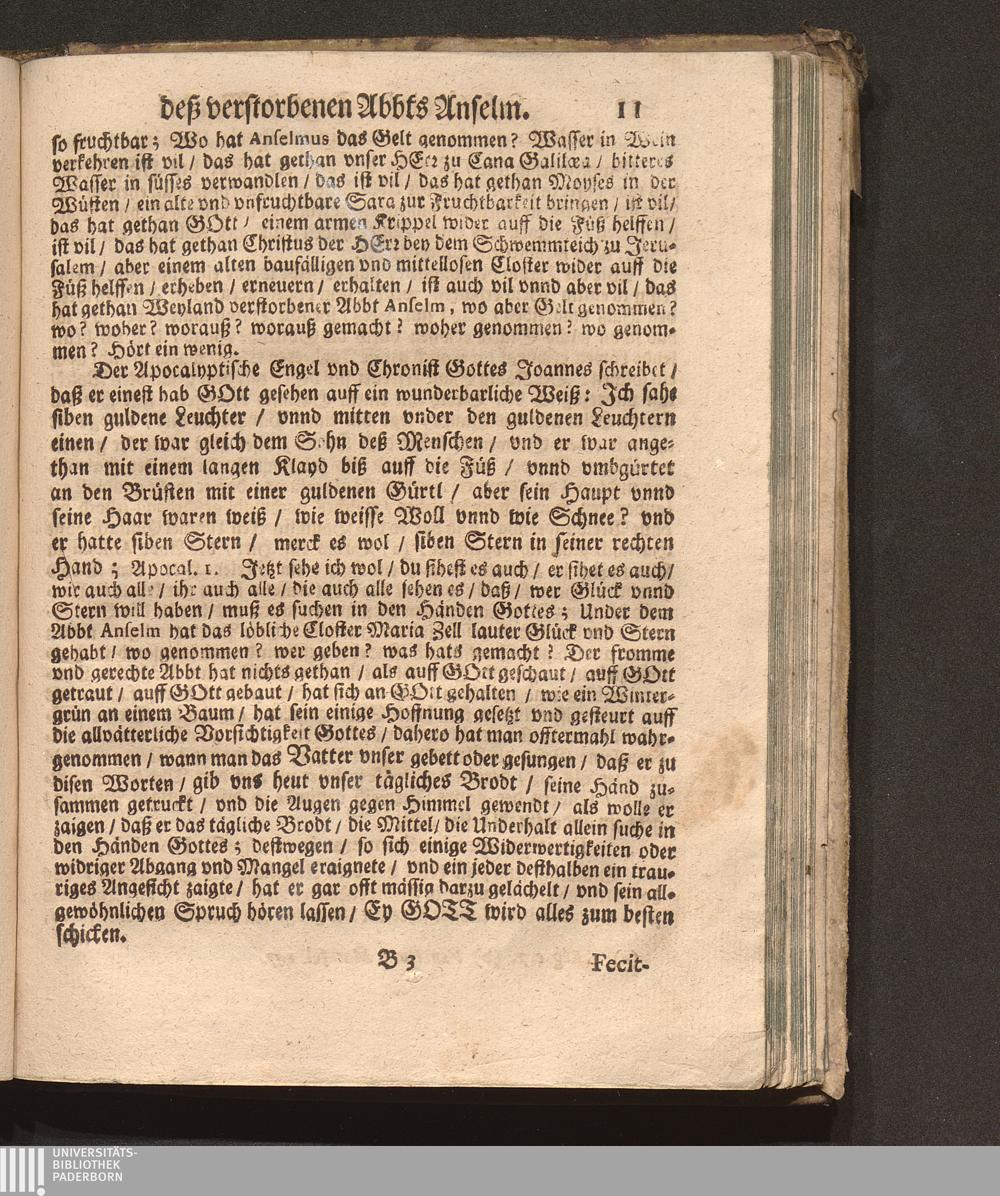 deß verstorbenen Abbts Anselm. 11
so fruchtbar; Wo hat Anselmus das Gelt genommen? Wasser in Wein
verkehren ist vil / das hat gethan vnser HErr zu Cana Galilæa / bitteres
Wasser in süsses verwandlen / das ist vil / das hat gethan Moyses in der
Wüsten / ein alte vnd vnfruchtbare Sara zur Fruchtbarkeit bringen / ist vil /
das hat gethan GOtt / einem armen Krippel wider auff die Füß helffen /
ist vil / das hat gethan Christus der HErr bey dem Schwemmteich zu Jeru-
salem / aber einem alten baufälligen vnd mittellosen Closter wider auff die
Füß helffen / erheben / erneuern / erhalten / ist auch vil vnnd aber vil / das
hat gethan Weyland verstorbener Abbt Anselm, wo aber Gelt genommen?
wo? woher? worauß? worauß gemacht? woher genommen? wo genom-
men? Hört ein wenig.
Der Apocalyptische Engel vnd Chronist Gottes Joannes schreibet /
daß er einest hab GOtt gesehen auff ein wunderbarliche Weiß: Ich sahe
siben guldene Leuchter / vnnd mitten vnder den guldenen Leuchtern
einen / der war gleich dem Sohn deß Menschen / vnd er war ange-
than mit einem langen Klayd biß auff die Füß / vnnd vmbgürtet
an den Brüsten mit einer guldenen Gürtl / aber sein Haupt vnnd
seine Haar waren weiß / wie weisse Woll vnnd wie Schnee? vnd
er hatte siben Stern / merck es wol / siben Stern in seiner rechten
Hand; Apocal. 1. Jetzt sehe ich wol / du sihest es auch / er sihet es auch /
wir auch alle / ihr auch alle / die auch alle sehen es / daß / wer Glück vnnd
Stern will haben / muß es suchen in den Händen Gottes; Under dem
Abbt Anselm hat das löbliche Closter Maria Zell lauter Glück vnd Stern
gehabt / wo genommen? wer geben? was hats gemacht? Der fromme
vnd gerechte Abbt hat nichts gethan / als auff GOtt geschaut / auff GOtt
getraut / auff GOtt gebaut / hat sich an GOtt gehalten / wie ein Winter-
grün an einem Baum / hat sein einige Hoffnung gesetzt vnd gesteurt auff
die allvätterliche Vorsichtigkeit Gottes / dahero hat man offtermahl wahr-
genommen / wann man das Vatter vnser gebett oder gesungen / daß er zu
disen Worten / gib vns heut vnser tägliches Brodt / seine Händ zu-
sammen getruckt / vnd die Augen gegen Himmel gewendt / als wolle er
zaigen / daß er das tägliche Brodt / die Mittel / die Underhalt allein suche in
den Händen Gottes; destwegen / so sich einige Widerwertigkeiten oder
widriger Abgang vnd Mangel eraignete / vnd ein jeder desthalben ein trau-
riges Angesicht zaigte / hat er gar offt mässig darzu gelächelt / vnd sein all-
gewöhnlichen Spruch hören lassen / Ey GOTT wird alles zum besten
schicken.
B 3 Fecit-
UNIVERSITÄTS-
BIBLIOTHEK
PADERBORN